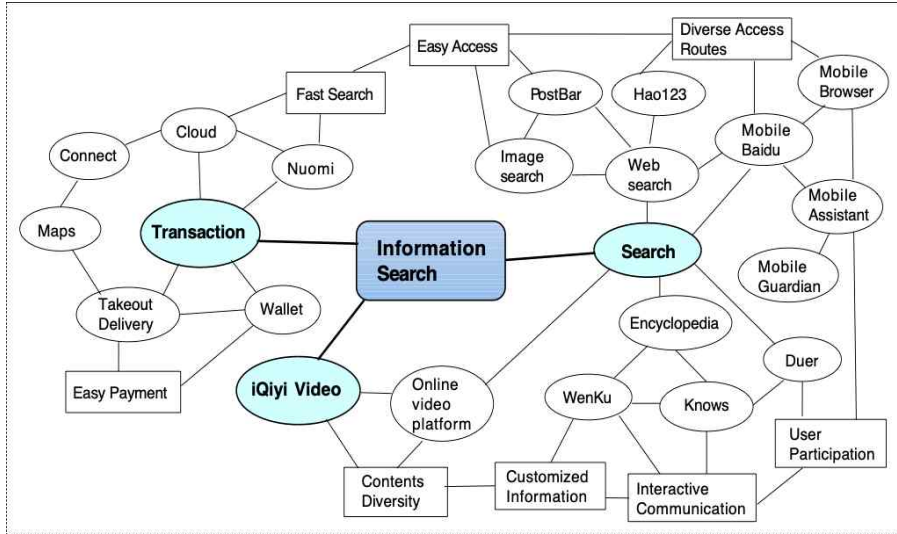 Easy Access
Diverse Access
Routes
Mobile
Browser
Fast Search
PostBar
Hao123
Cloud
Mobile
Baidu
Connect
Nuomi
Image
search
Web
search
Mobile
Assistant
Maps
Transaction
Information
Search
Search
Mobile
Guardian
Takeout
Delivery
Wallet
Encyclopedia
Duer
Easy Payment
iQiyi Video
Online
video
platform
WenKu
Knows
User
Participation
Contents
Diversity
Customized
Information
Interactive
Communication